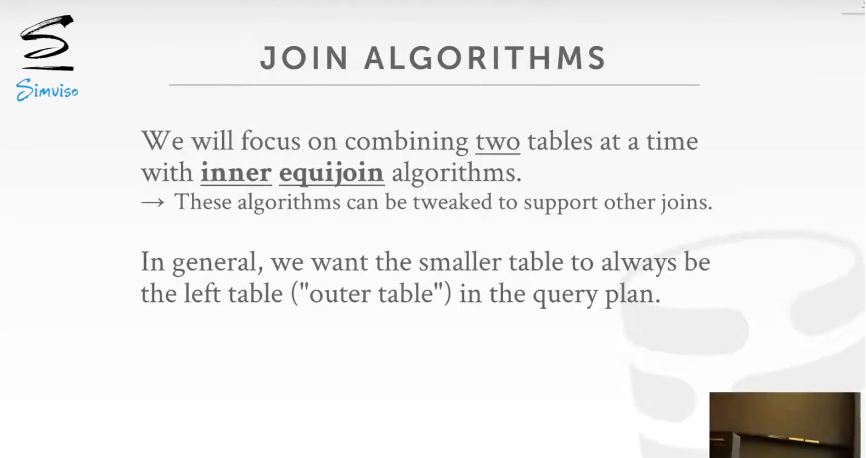 Simviso
JOIN ALGORITHMS
We will focus on combining two tables at a time
with inner equijoin algorithms.
→ These algorithms can be tweaked to support other joins.
In general, we want the smaller table to always be
the left table ("outer table") in the query plan.